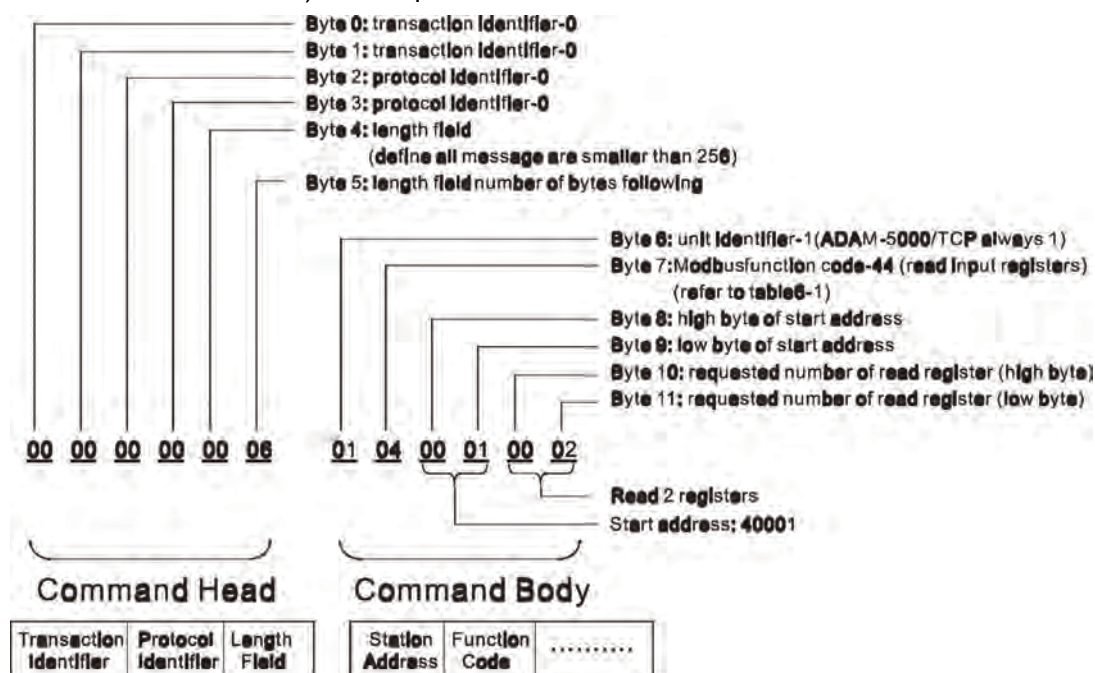 Byte 0: transaction identifier-0
Byte 1: transaction identifier-0
Byte 2: protocol identifier-0
Byte 3: protocol identifier-0
Byte 4: length field
(define all message are smaller than 256)
Byte 5: length field number of bytes following
Byte 6: unit identifier-1(ADAM-5000/TCP always 1)
Byte 7:Modbusfunction code-44 (read input registers)
(refer to table6-1)
Byte 8: high byte of start address
Byte 9: low byte of start address
Byte 10: requested number of read register (high byte)
Byte 11: requested number of read register (low byte)
00 00 00 00 00 06 01 04 00 01 00 02
Read 2 registers
Start address: 40001
Command Head Command Body
Transaction Protocol Length Station Function ..........
Identifier Identifier Field Address Code